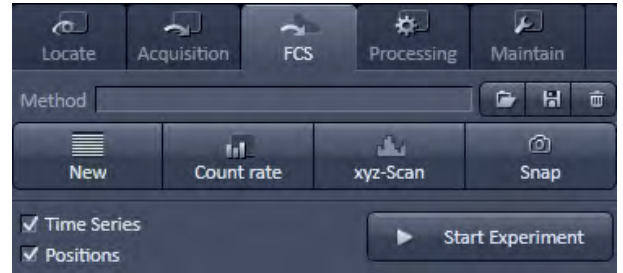 Locate Acquisition FCS Processing Maintain
Method
New Count rate xyz-Scan Snap
Time Series
Start Experiment
Positions